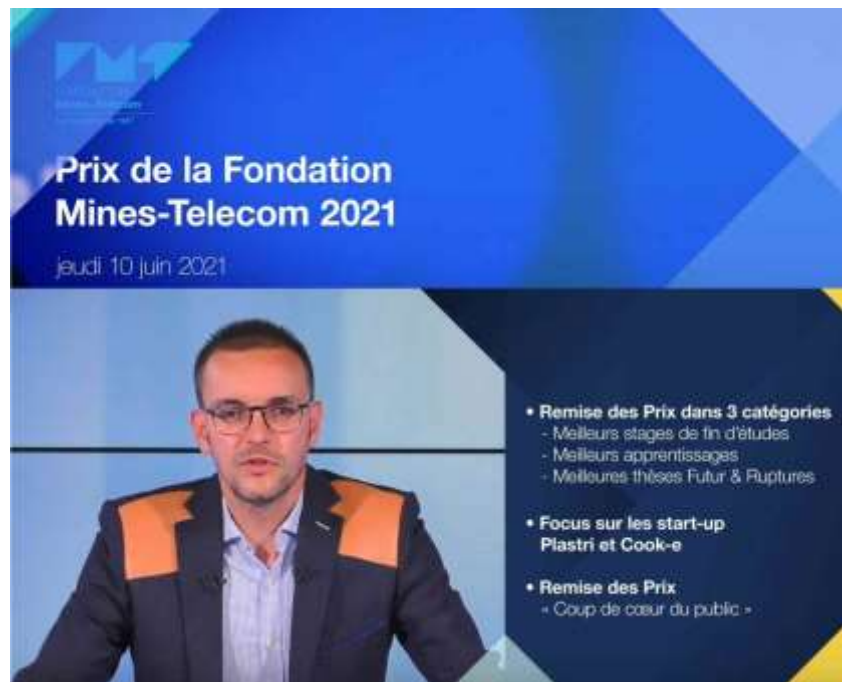 Prix de la Fondation
Mines-Telecom 2021
jeudi 10 juin 2021
• Remise des Prix dans 3 catégories
- Meilleurs stages de fin d'études
- Meilleurs apprentissages
- Meilleures thèses Futur & Ruptures
• Focus sur les start-up
Plastri et Cook-e
• Remise des Prix
« Coup de cœur du public »